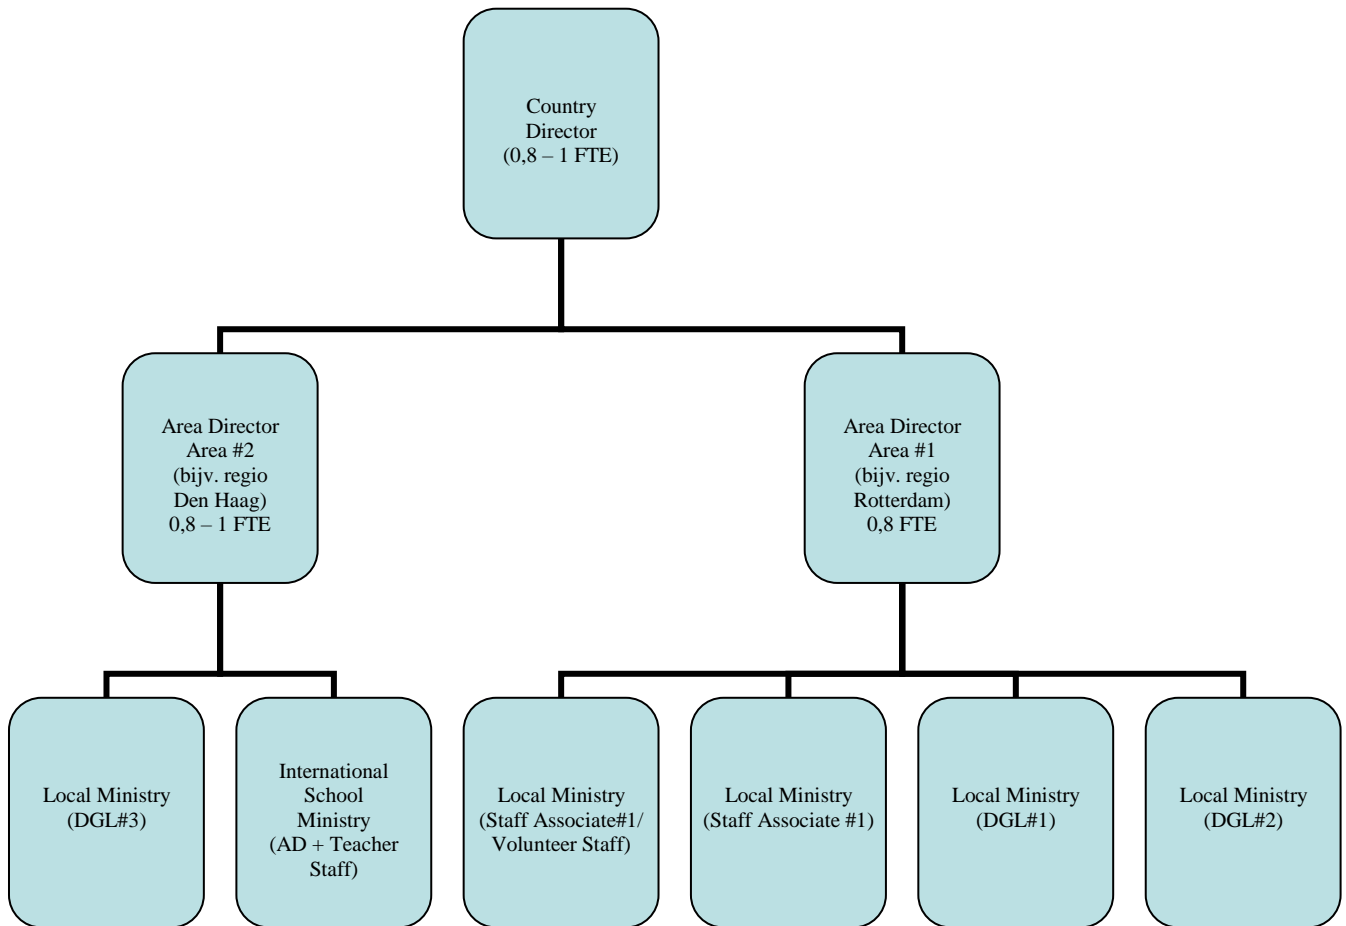 Country
Director
(0,8 – 1 FTE)
Area Director
Area #2
(bijv. regio
Den Haag)
0,8 – 1 FTE
Area Director
Area #1
(bijv. regio
Rotterdam)
0,8 FTE
Local Ministry
(DGL#3)
International
School
Ministry
(AD + Teacher
Staff)
Local Ministry
(Staff Associate#1/
Volunteer Staff)
Local Ministry
(Staff Associate #1)
Local Ministry
(DGL#1)
Local Ministry
(DGL#2)